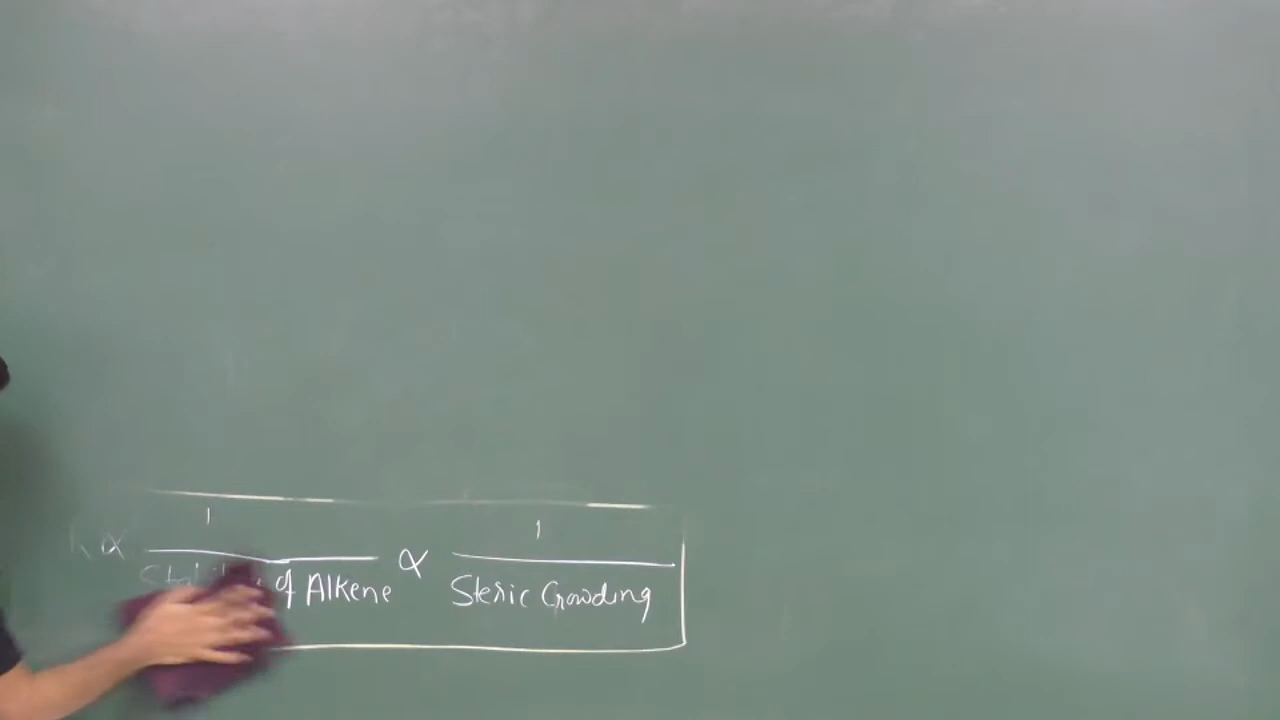 ∝ 1 / of Alkene ∝ 1 / Steric Crowding